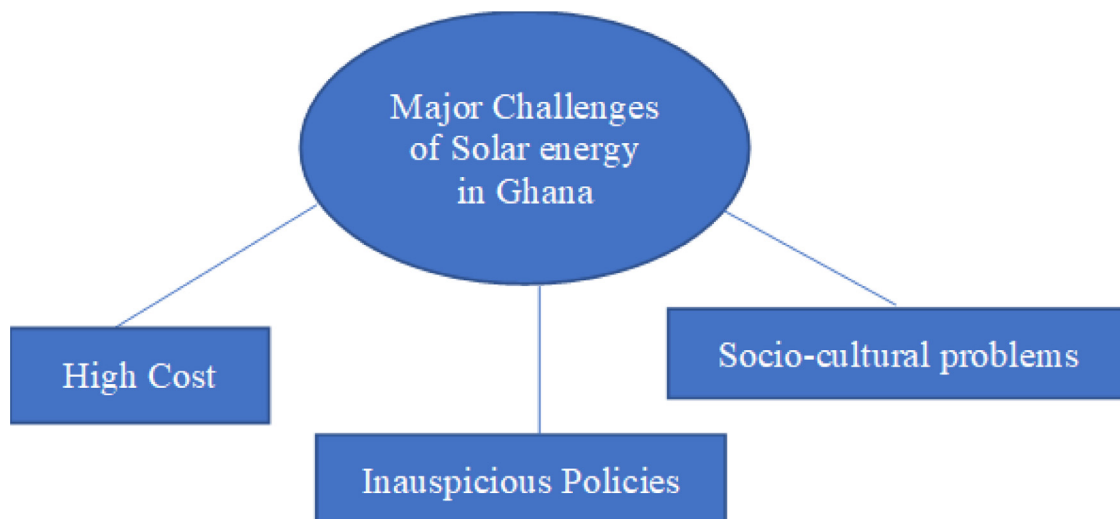 Major Challenges
of Solar energy
in Ghana
High Cost
Socio-cultural problems
Inauspicious Policies